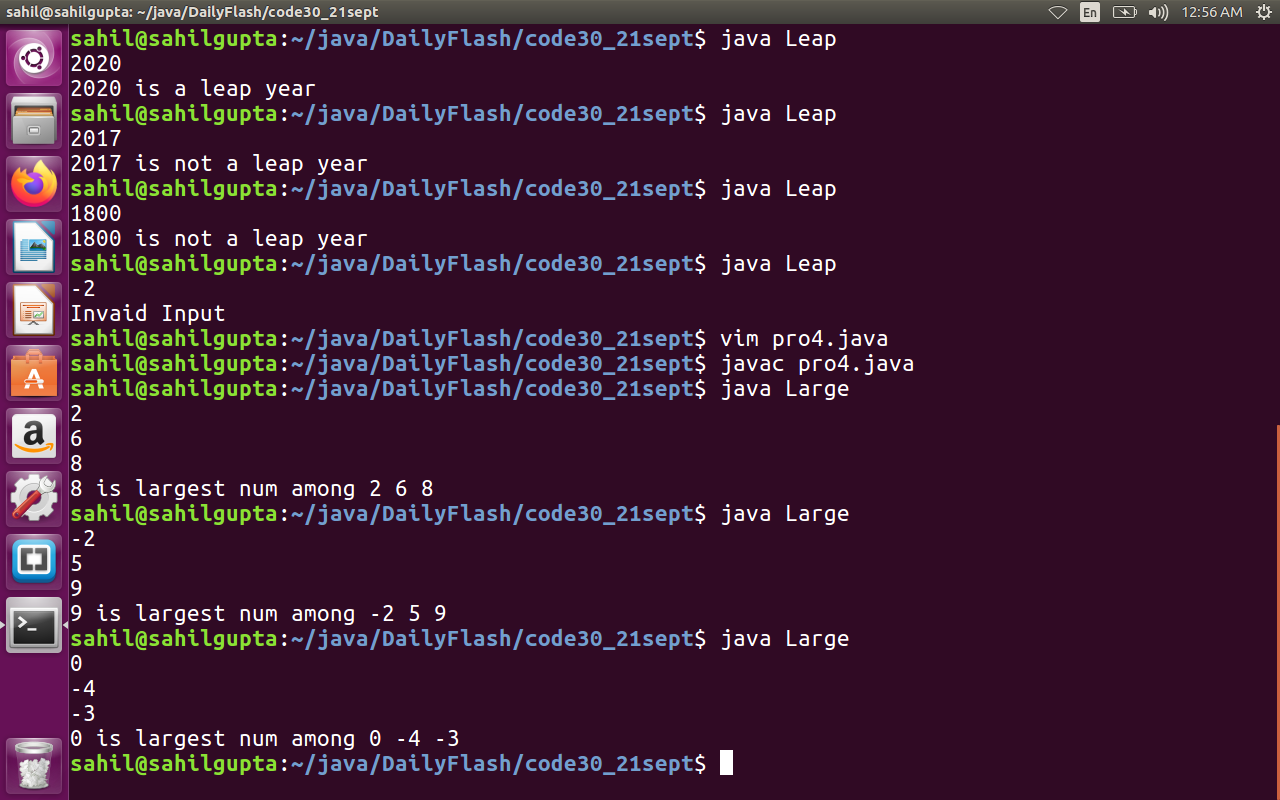 sahil@sahilgupta: ~/java/DailyFlash/code30_21sept En 12:56 AM
sahil@sahilgupta:~/java/DailyFlash/code30_21sept$ java Leap
2020
2020 is a leap year
sahil@sahilgupta:~/java/DailyFlash/code30_21sept$ java Leap
2017
2017 is not a leap year
sahil@sahilgupta:~/java/DailyFlash/code30_21sept$ java Leap
1800
1800 is not a leap year
sahil@sahilgupta:~/java/DailyFlash/code30_21sept$ java Leap
-2
Invaid Input
sahil@sahilgupta:~/java/DailyFlash/code30_21sept$ vim pro4.java
sahil@sahilgupta:~/java/DailyFlash/code30_21sept$ javac pro4.java
sahil@sahilgupta:~/java/DailyFlash/code30_21sept$ java Large
2
6
8
8 is largest num among 2 6 8
sahil@sahilgupta:~/java/DailyFlash/code30_21sept$ java Large
-2
5
9
9 is largest num among -2 5 9
sahil@sahilgupta:~/java/DailyFlash/code30_21sept$ java Large
0
-4
-3
0 is largest num among 0 -4 -3
sahil@sahilgupta:~/java/DailyFlash/code30_21sept$